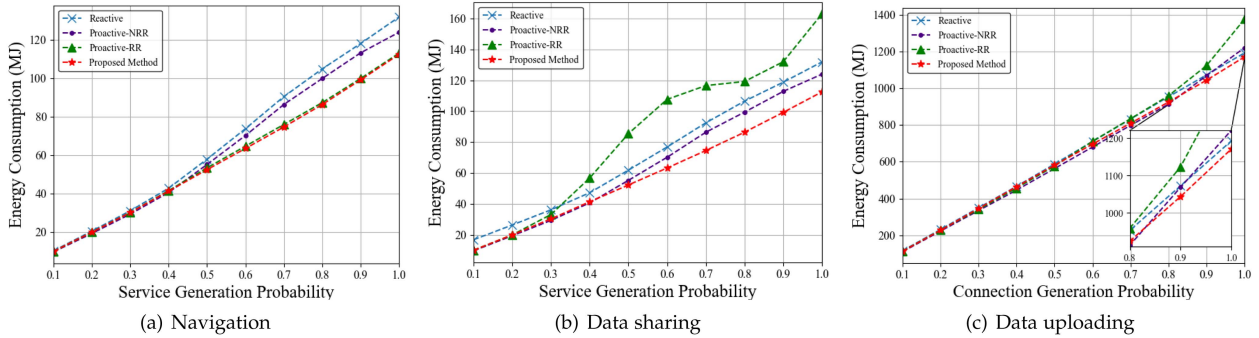 Energy Consumption (MJ)
120
100
80
60
40
20
0.1 0.2 0.3 0.4 0.5 0.6 0.7 0.8 0.9 1.0
Service Generation Probability
Reactive
Proactive-NRR
Proactive-RR
Proposed Method
(a) Navigation
Energy Consumption (MJ)
160
140
120
100
80
60
40
20
0.1 0.2 0.3 0.4 0.5 0.6 0.7 0.8 0.9 1.0
Service Generation Probability
Reactive
Proactive-NRR
Proactive-RR
Proposed Method
(b) Data sharing
Energy Consumption (MJ)
1400
1200
1000
800
600
400
200
0.1 0.2 0.3 0.4 0.5 0.6 0.7 0.8 0.9 1.0
Connection Generation Probability
Reactive
Proactive-NRR
Proactive-RR
Proposed Method
1200
1100
1000
0.8 0.9 1.0
(c) Data uploading